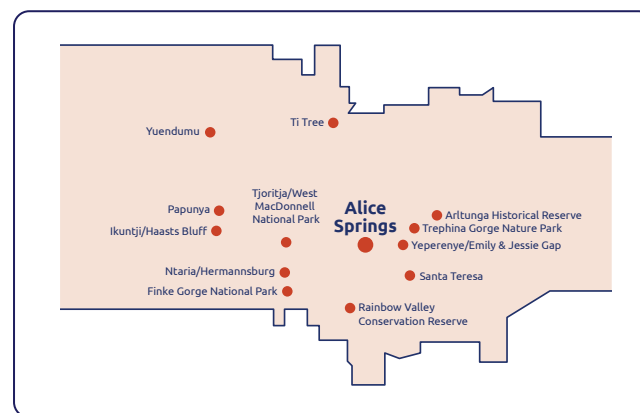 Ti Tree
Yuendumu
Tjoritja/West
MacDonnell
National Park
Alice
Springs
Papunya
Ikuntji/Haasts Bluff
Arltunga Historical Reserve
Trephina Gorge Nature Park
Yeperenye/Emily & Jessie Gap
Ntaria/Hermannsburg
Santa Teresa
Finke Gorge National Park
Rainbow Valley
Conservation Reserve